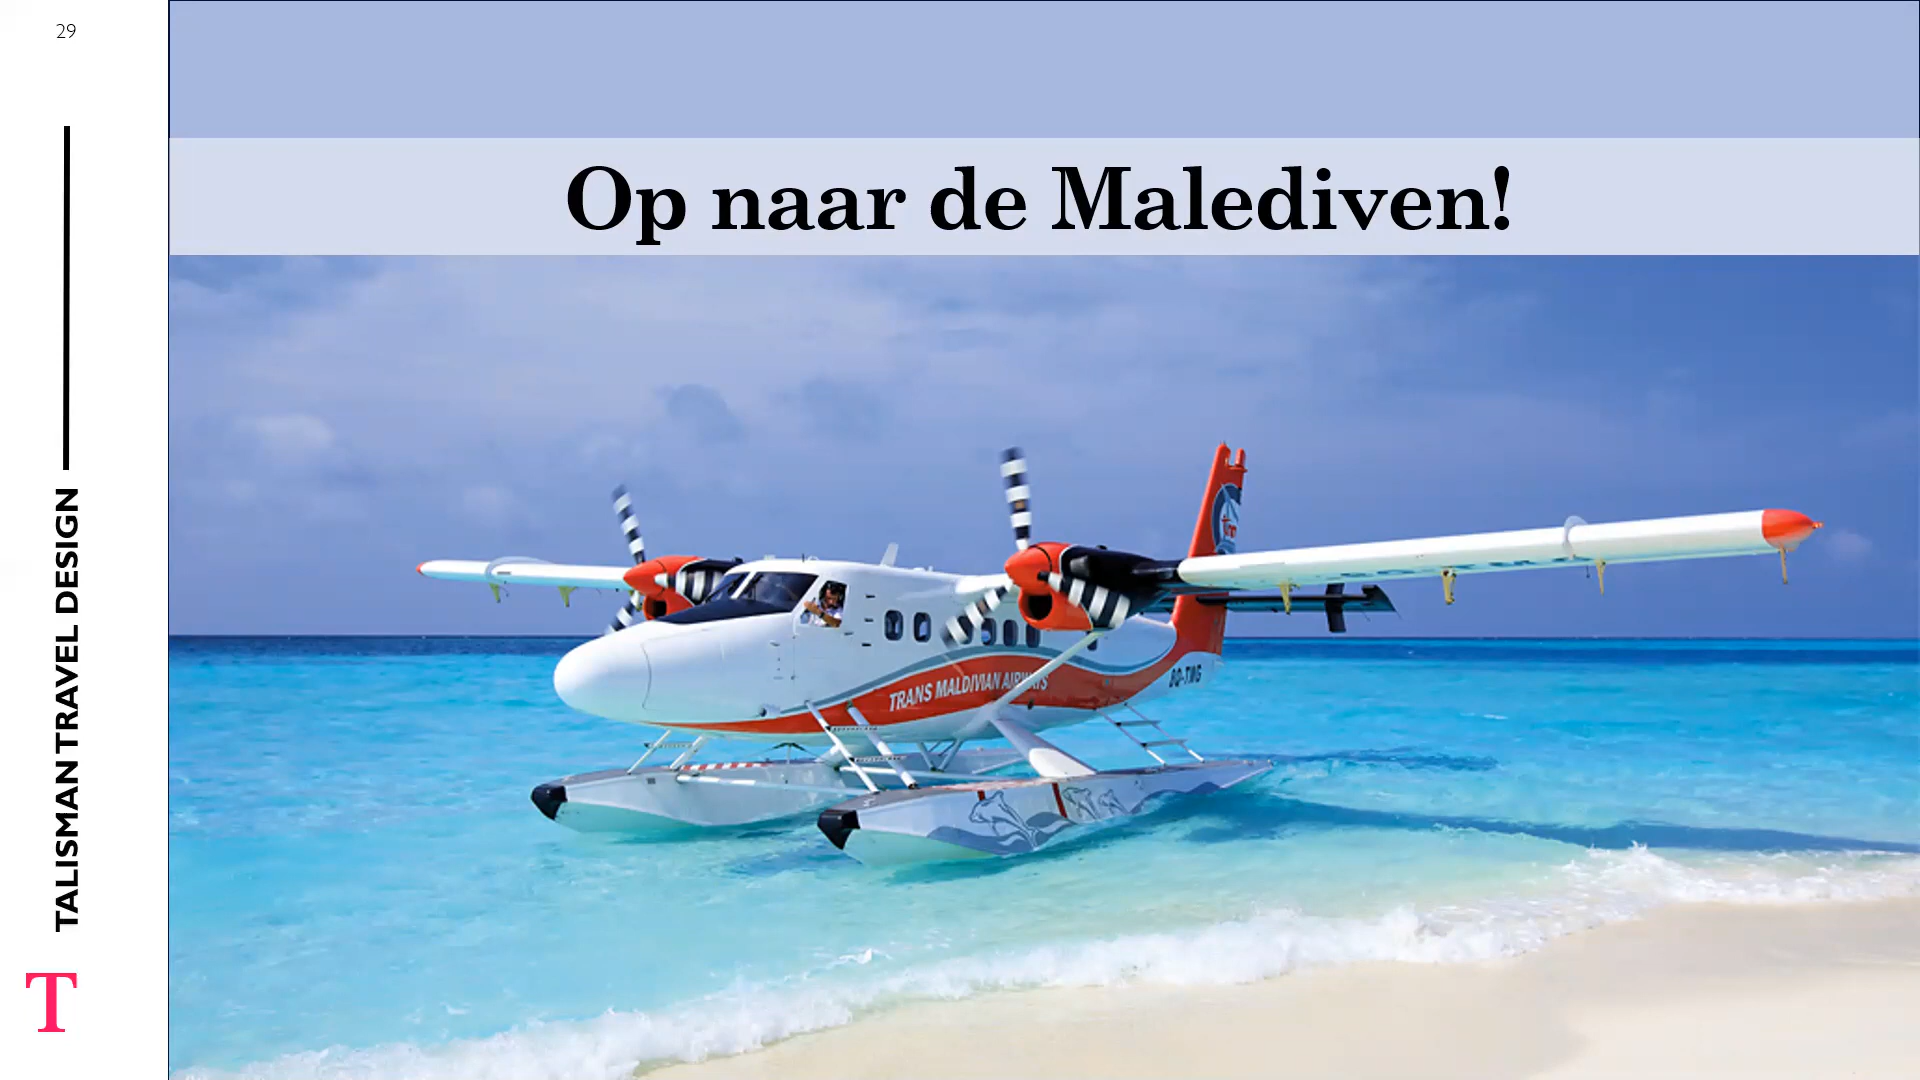 29
Op naar de Malediven!
TRANS MALDIVIAN AIRWAYS
8Q-TMG
TALISMAN TRAVEL DESIGN
T